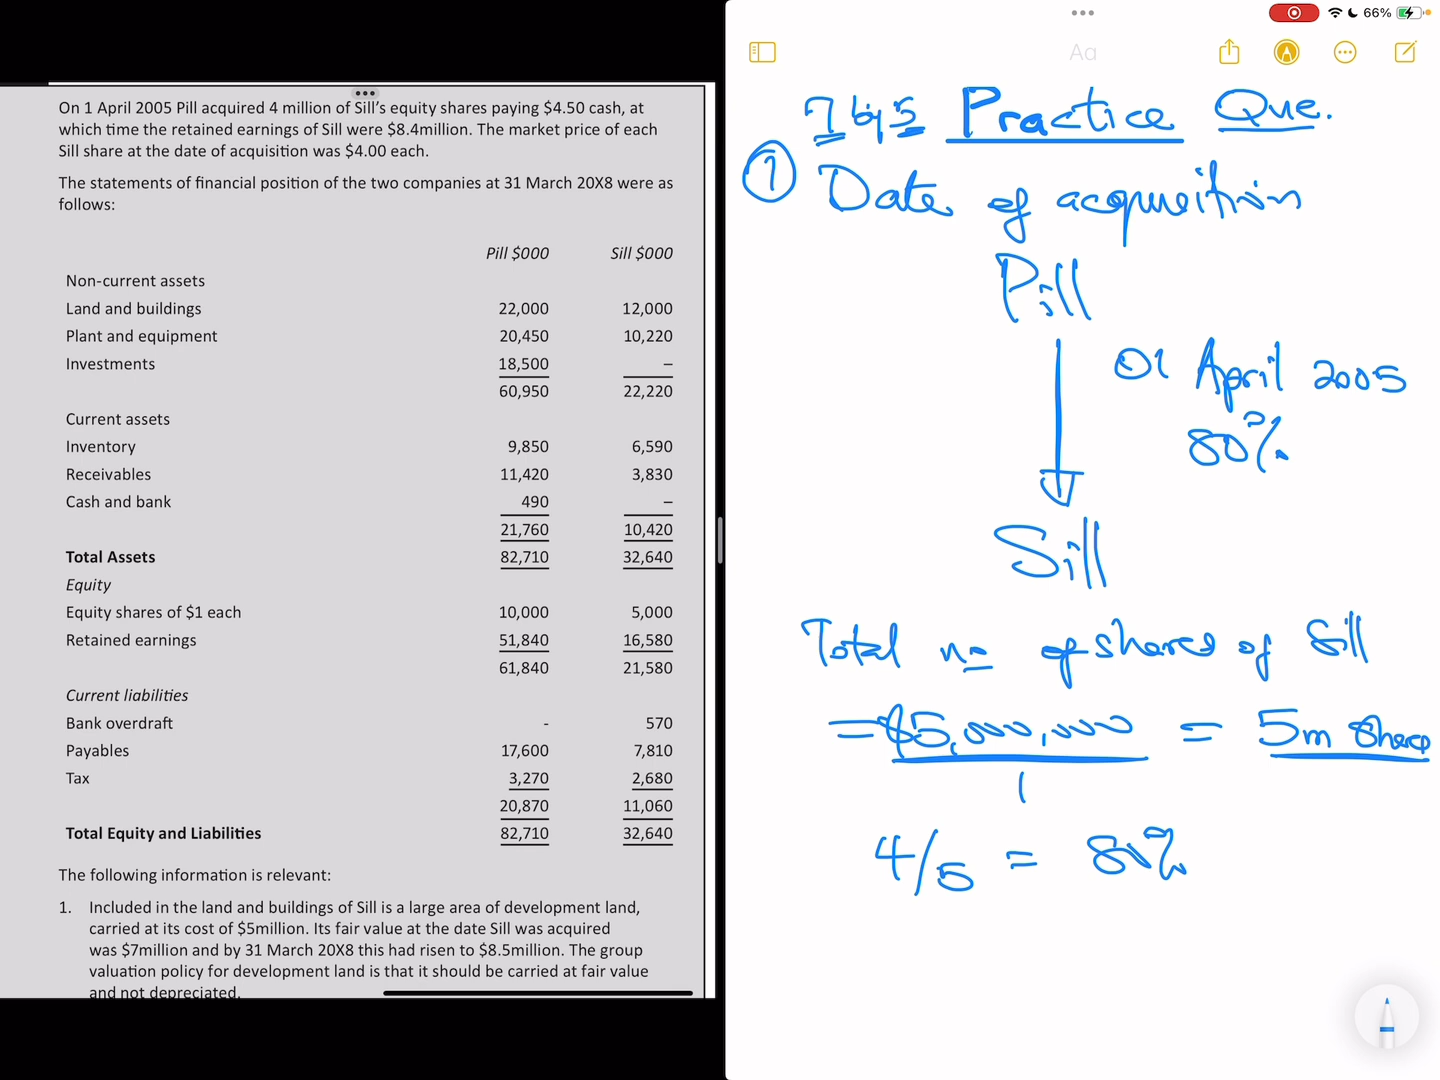 66%
Aa
On 1 April 2005 Pill acquired 4 million of Sill's equity shares paying $4.50 cash, at
which time the retained earnings of Sill were $8.4million. The market price of each
Sill share at the date of acquisition was $4.00 each.
The statements of financial position of the two companies at 31 March 20X8 were as
follows:
Pill $000 Sill $000
Non-current assets
Land and buildings 22,000 12,000
Plant and equipment 20,450 10,220
Investments 18,500 –
60,950 22,220
Current assets
Inventory 9,850 6,590
Receivables 11,420 3,830
Cash and bank 490 –
21,760 10,420
Total Assets 82,710 32,640
Equity
Equity shares of $1 each 10,000 5,000
Retained earnings 51,840 16,580
61,840 21,580
Current liabilities
Bank overdraft - 570
Payables 17,600 7,810
Tax 3,270 2,680
20,870 11,060
Total Equity and Liabilities 82,710 32,640
The following information is relevant:
1. Included in the land and buildings of Sill is a large area of development land,
carried at its cost of $5million. Its fair value at the date Sill was acquired
was $7million and by 31 March 20X8 this had risen to $8.5million. The group
valuation policy for development land is that it should be carried at fair value
and not depreciated.
7 by 5 Practice Que.
1 Date of acquisition
Pill
01 April 2005
80%
Sill
Total no of shares of Sill
= $5,000,000 = 5m Share
1
4/5 = 80%